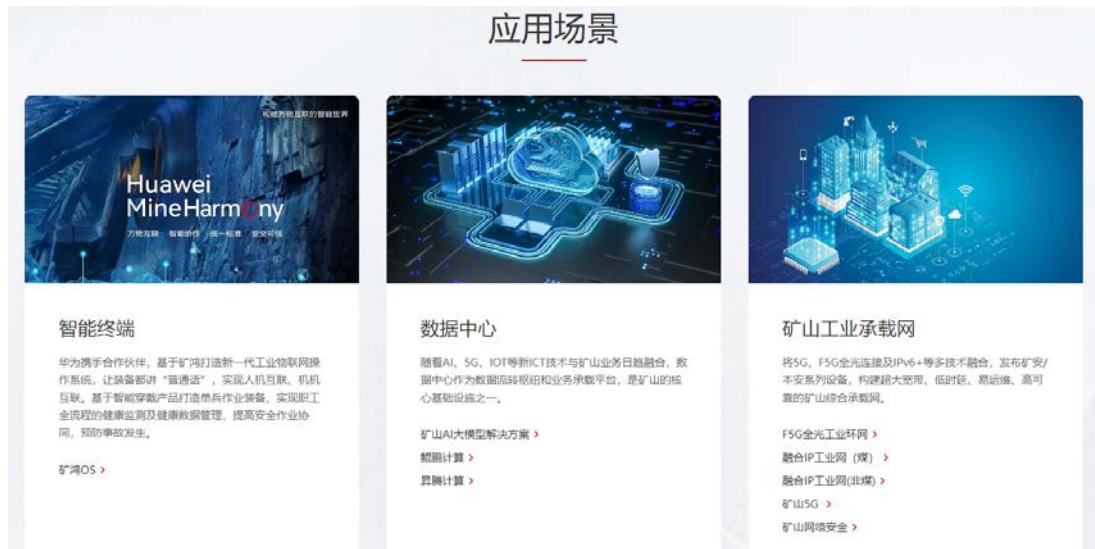 应用场景
构建万物互联的智能世界
Huawei
MineHarmony
万物互联 智能协作 统一标准 安全可信
智能终端
华为携手合作伙伴，基于矿鸿打造新一代工业物联网操
作系统，让装备都讲“普通话”，实现人机互联、机机
互联。基于智能穿戴产品打造单兵作业装备，实现职工
全流程的健康监测及健康数据管理，提高安全作业协
同，预防事故发生。
矿鸿OS >
数据中心
随着AI、5G、IOT等新ICT技术与矿山业务日趋融合，数
据中心作为数据流转枢纽和业务承载平台，是矿山的核
心基础设施之一。
矿山AI大模型解决方案 >
鲲鹏计算 >
昇腾计算 >
矿山工业承载网
将5G、F5G全光连接及IPv6+等多技术融合，发布矿安/
本安系列设备，构建超大宽带、低时延、易运维、高可
靠的矿山综合承载网。
F5G全光工业环网 >
融合IP工业网（煤） >
融合IP工业网(非煤) >
矿山5G >
矿山网络安全 >